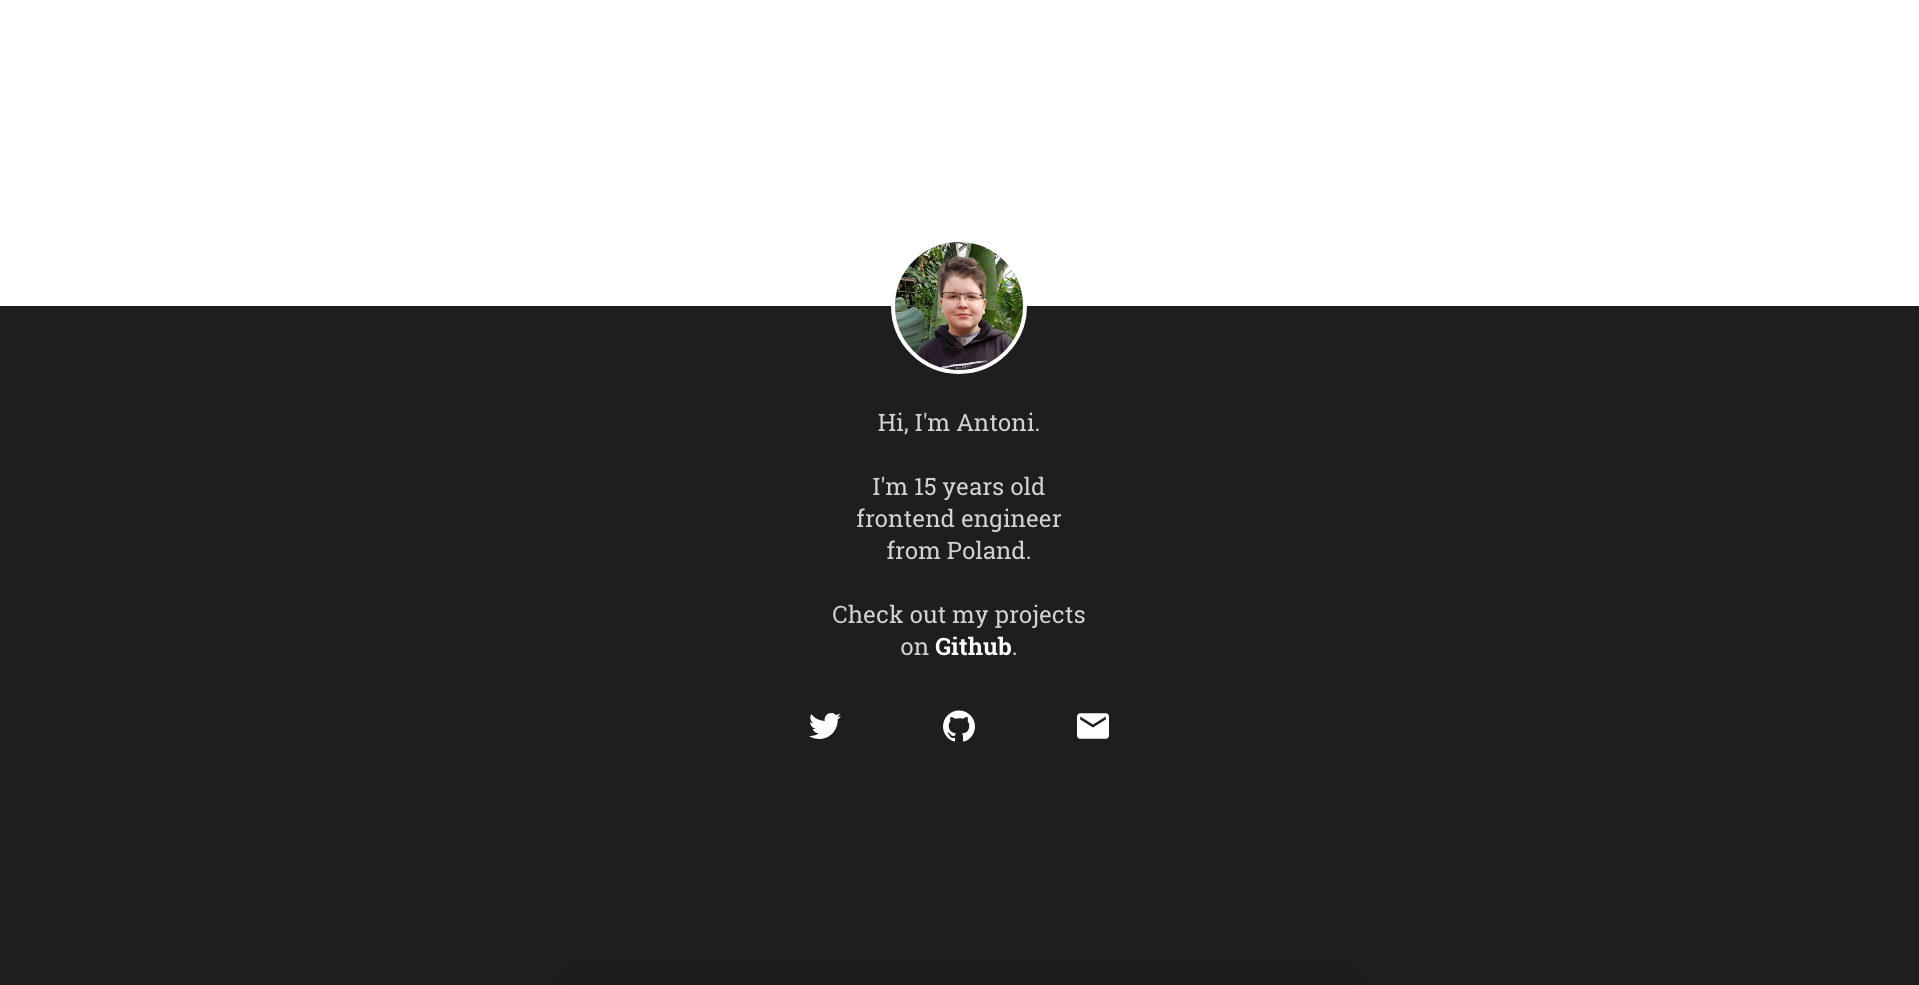 Hi, I'm Antoni.
I'm 15 years old
frontend engineer
from Poland.
Check out my projects
on Github.